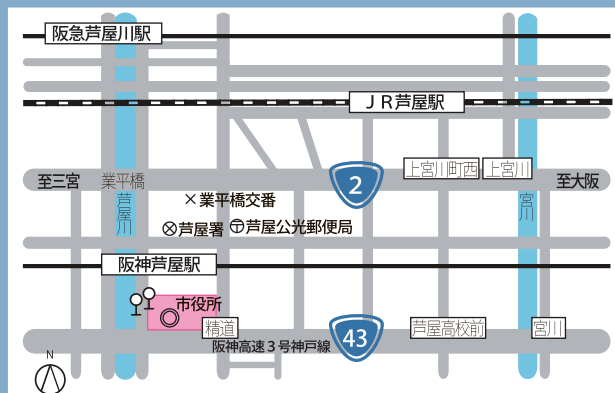 阪急芦屋川駅
ＪＲ芦屋駅
上宮川町西
上宮川
至三宮
業平橋
2
至大阪
芦屋川
宮川
×業平橋交番
芦屋署
〶芦屋公光郵便局
阪神芦屋駅
市役所
精道
43
芦屋高校前
宮川
阪神高速３号神戸線
N